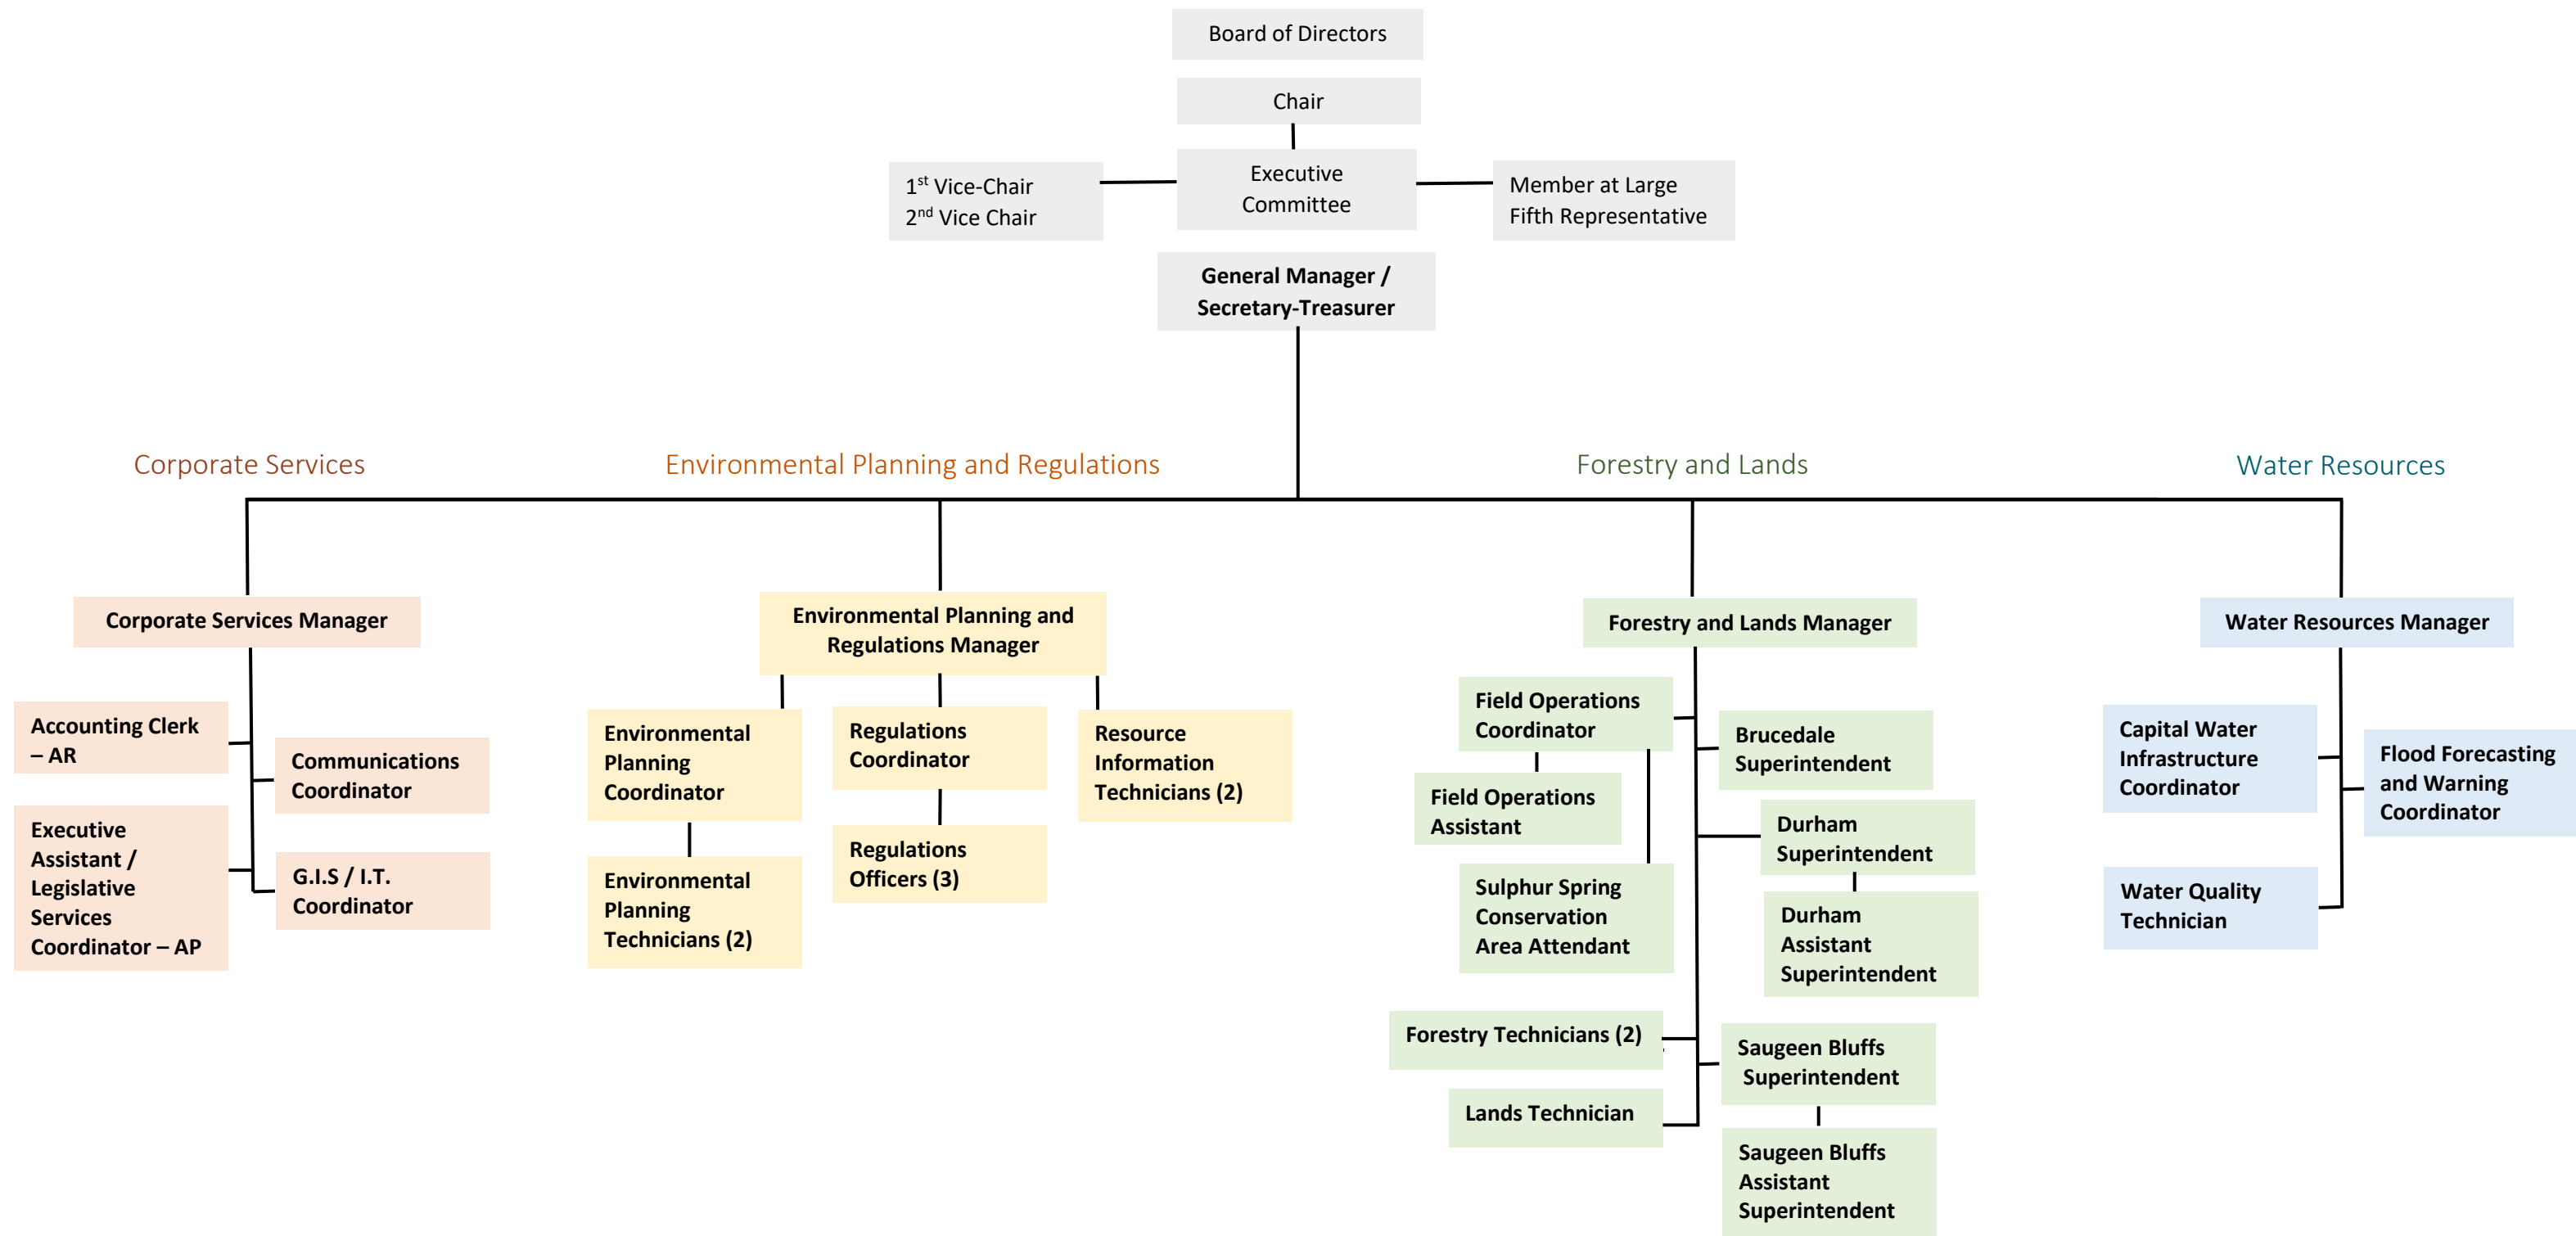 Board of Directors
Chair
Executive
Committee
1st Vice-Chair
2nd Vice Chair
Member at Large
Fifth Representative
General Manager /
Secretary-Treasurer
Corporate Services
Environmental Planning and Regulations
Forestry and Lands
Water Resources
Corporate Services Manager
Accounting Clerk
– AR
Communications
Coordinator
Executive
Assistant /
Legislative
Services
Coordinator – AP
G.I.S / I.T.
Coordinator
Environmental Planning and
Regulations Manager
Environmental
Planning
Coordinator
Environmental
Planning
Technicians (2)
Regulations
Coordinator
Regulations
Officers (3)
Resource
Information
Technicians (2)
Forestry and Lands Manager
Field Operations
Coordinator
Field Operations
Assistant
Sulphur Spring
Conservation
Area Attendant
Forestry Technicians (2)
Lands Technician
Brucedale
Superintendent
Durham
Superintendent
Durham
Assistant
Superintendent
Saugeen Bluffs
Superintendent
Saugeen Bluffs
Assistant
Superintendent
Water Resources Manager
Capital Water
Infrastructure
Coordinator
Flood Forecasting
and Warning
Coordinator
Water Quality
Technician